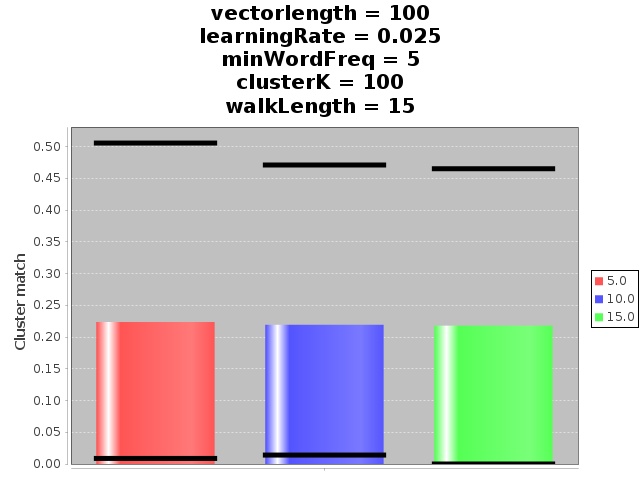 vectorlength = 100
learningRate = 0.025
minWordFreq = 5
clusterK = 100
walkLength = 15
0.50
0.45
0.40
0.35
0.30
0.25
0.20
0.15
0.10
0.05
0.00
Cluster match
5.0
10.0
15.0